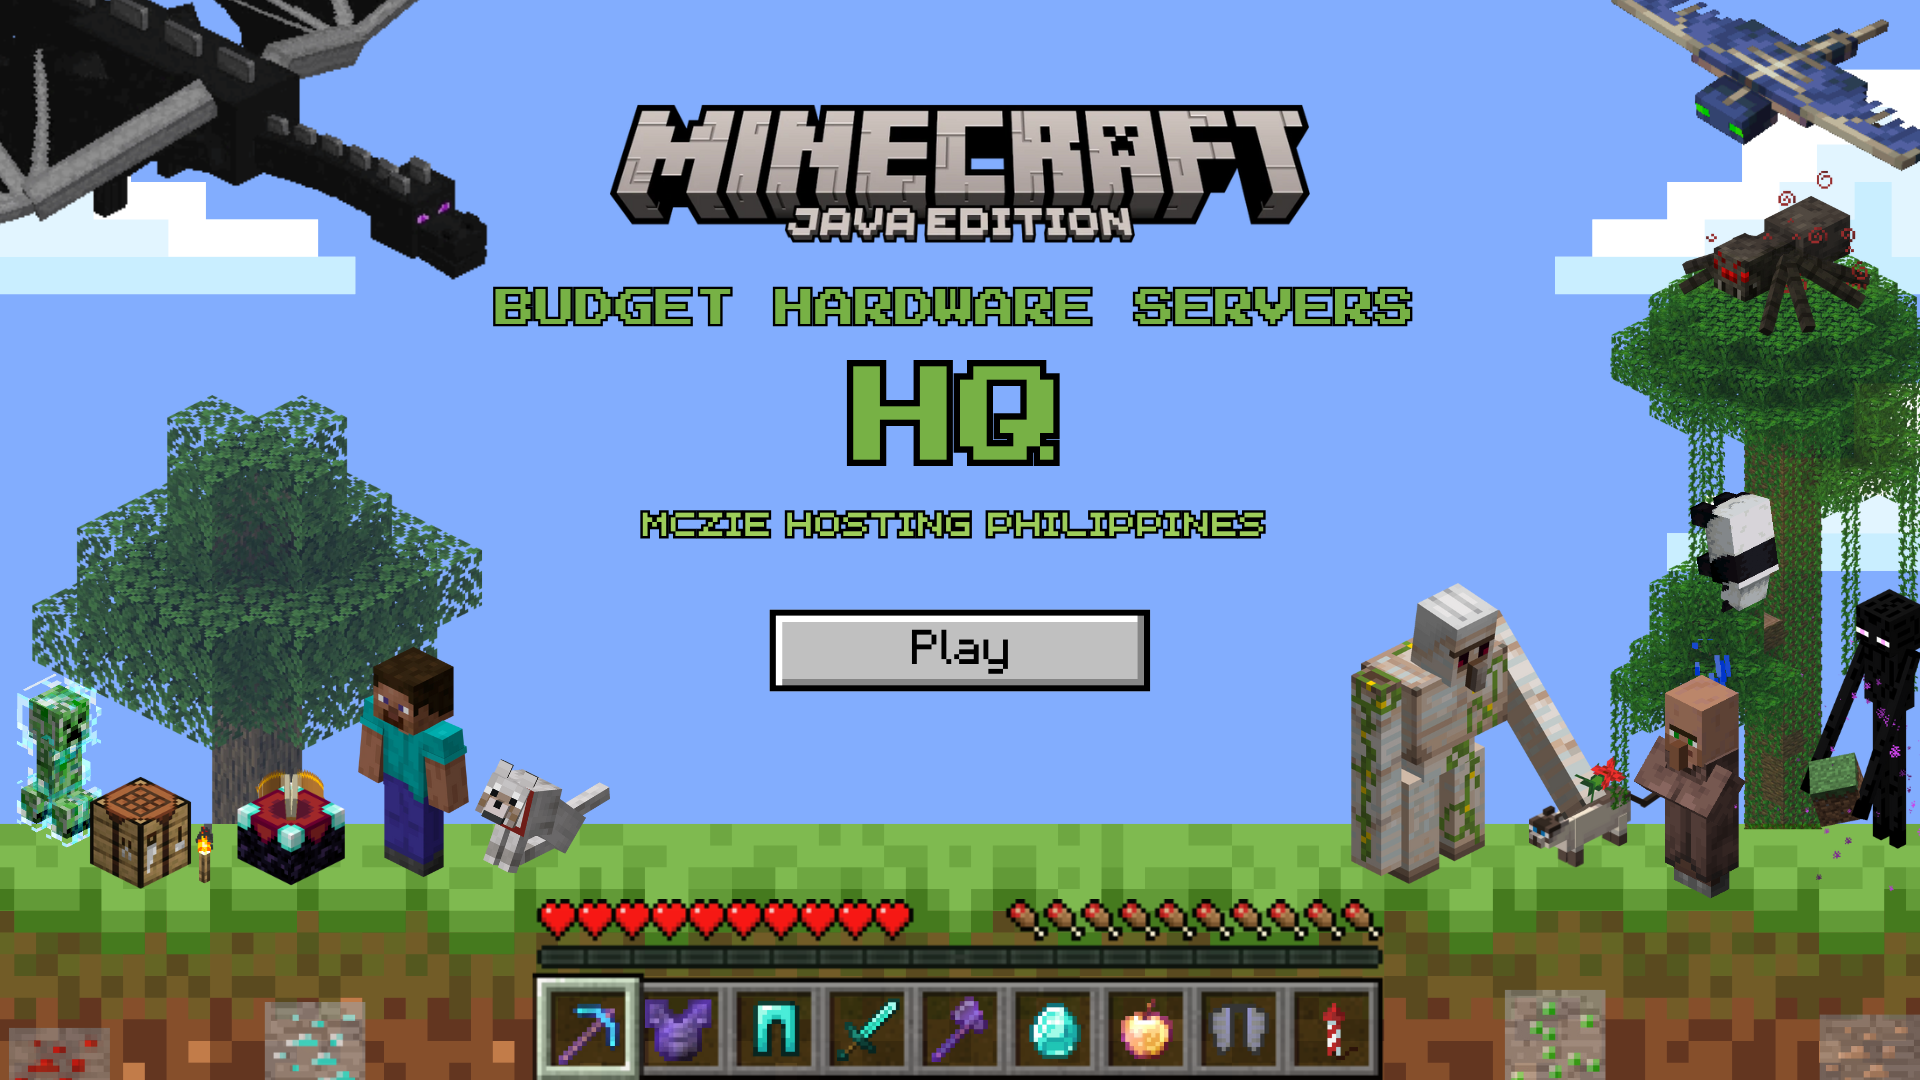 MINECRAFT
JAVA EDITION
BUDGET HARDWARE SERVERS
HQ
MCZIE HOSTING PHILIPPINES
Play